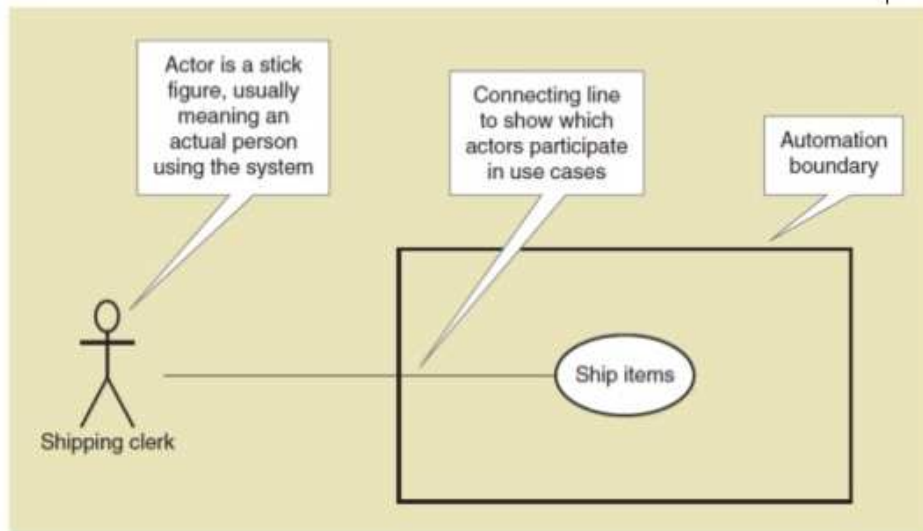 Actor is a stick
figure, usually
meaning an
actual person
using the system
Connecting line
to show which
actors participate
in use cases
Automation
boundary
Ship items
Shipping clerk